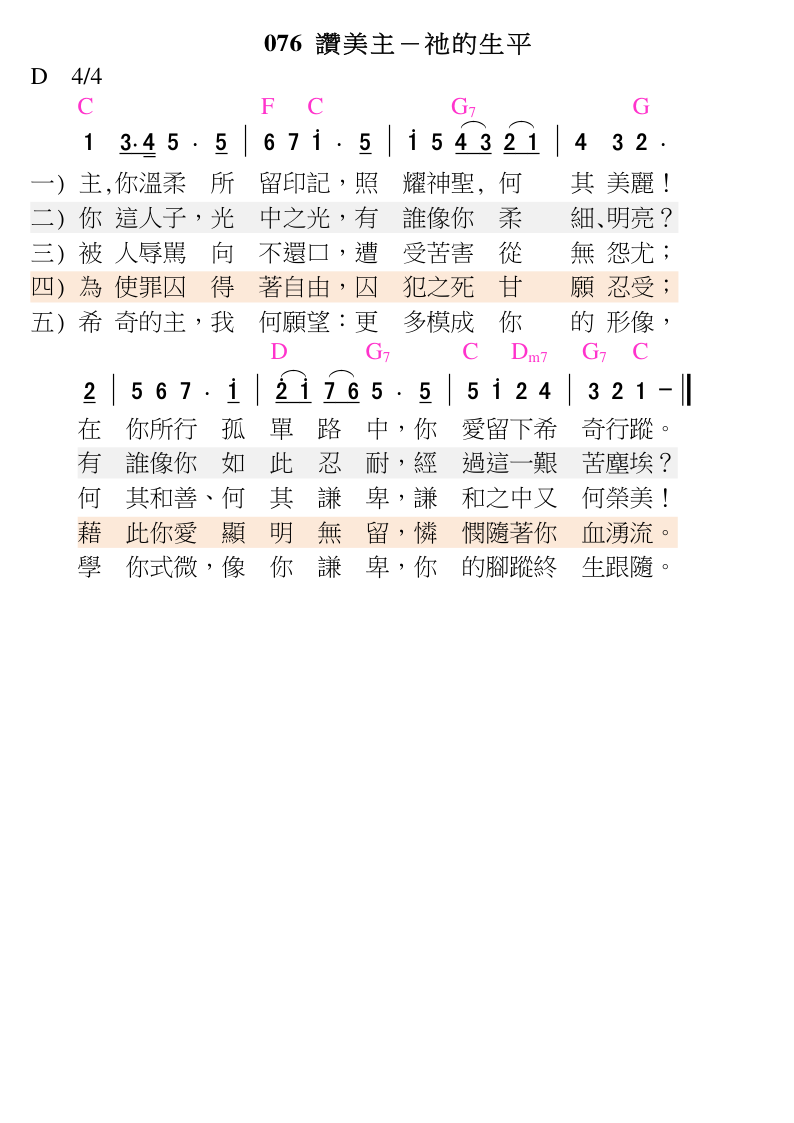 076 讚美主－祂的生平
D 4/4
C F C G7 G
1 3·4 5 · 5 | 6 7 i · 5 | i 5 4 3 2 1 | 4 3 2 ·
一) 主,你溫柔 所 留印記，照 耀神聖, 何 其 美麗！
二) 你 這人子，光 中之光，有 誰像你 柔 細、明亮？
三) 被 人辱罵 向 不還口，遭 受苦害 從 無 怨尤；
四) 為 使罪囚 得 著自由，囚 犯之死 甘 願 忍受；
五) 希 奇的主，我 何願望：更 多模成 你 的 形像，
D G7 C Dm7 G7 C
2 | 5 6 7 · i | 2̇ i 7 6 5 · 5 | 5 i 2 4 | 3 2 1 － ‖
在 你所行 孤 單 路 中，你 愛留下希 奇行蹤。
有 誰像你 如 此 忍 耐，經 過這一艱 苦塵埃？
何 其和善、何 其 謙 卑，謙 和之中又 何榮美！
藉 此你愛 顯 明 無 留，憐 憫隨著你 血湧流。
學 你式微，像 你 謙 卑，你 的腳蹤終 生跟隨。